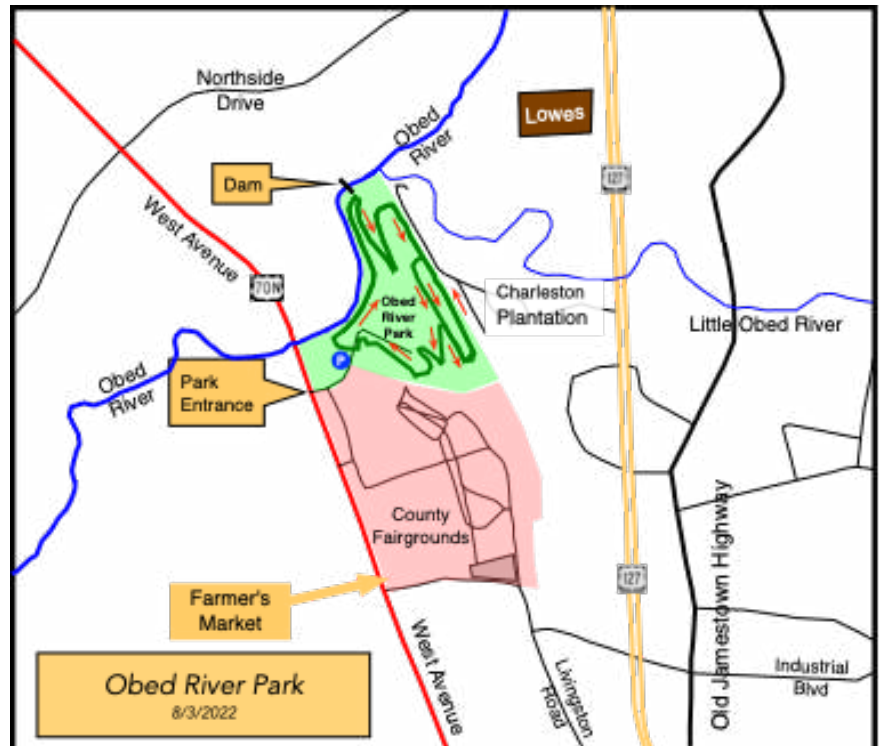 Northside
Drive
Obed
River
Lowes
127
Dam
West Avenue
70N
Obed
River
Park
Charleston
Plantation
Little Obed River
P
Obed
River
Park
Entrance
County
Fairgrounds
Old Jamestown Highway
127
Farmer's
Market
West Avenue
Livingston
Road
Industrial
Blvd
Obed River Park
8/3/2022